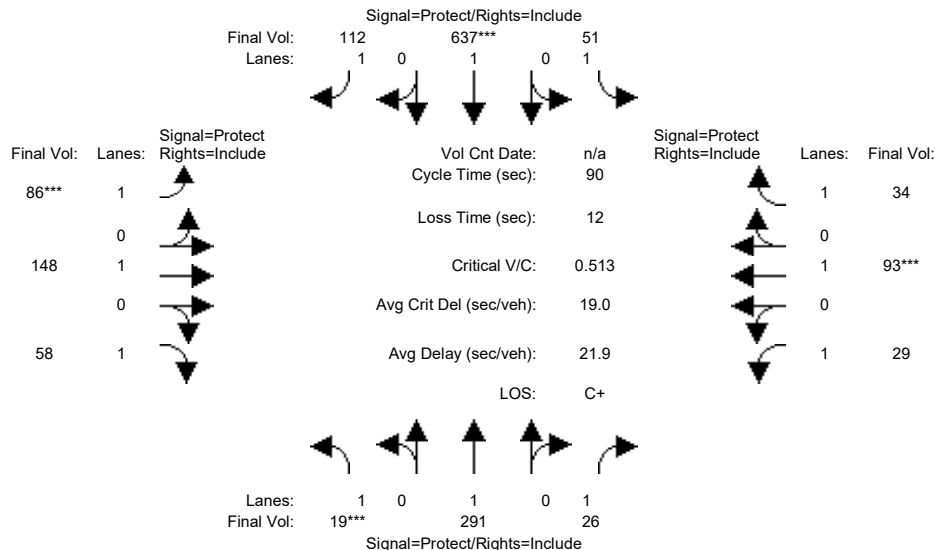 Signal=Protect/Rights=Include
Final Vol: 112 637*** 51
Lanes: 1 0 1 0 1
Signal=Protect
Final Vol: Lanes: Rights=Include
Vol Cnt Date: n/a
Signal=Protect
Rights=Include Lanes: Final Vol:
Cycle Time (sec): 90
86*** 1
1 34
Loss Time (sec): 12
0
0
148 1
Critical V/C: 0.513
1 93***
0
Avg Crit Del (sec/veh): 19.0
0
58 1
Avg Delay (sec/veh): 21.9
1 29
LOS: C+
Lanes: 1 0 1 0 1
Final Vol: 19*** 291 26
Signal=Protect/Rights=Include